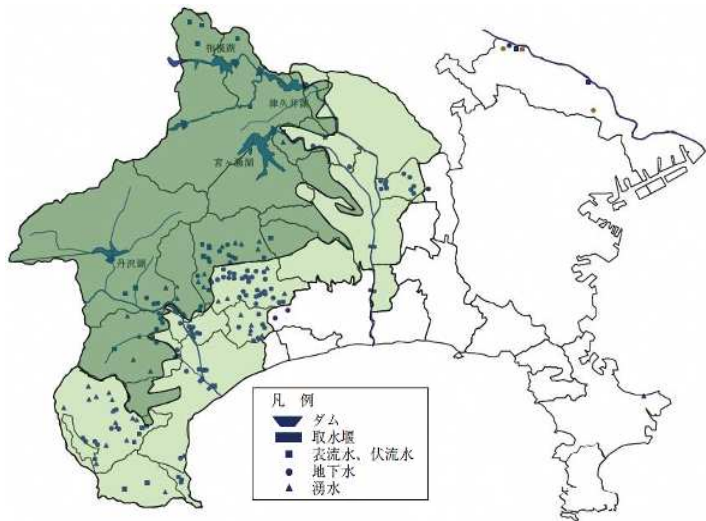 相模湖
津久井湖
宮ヶ瀬湖
丹沢湖
凡 例
ダム
取水堰
表流水、伏流水
地下水
湧水